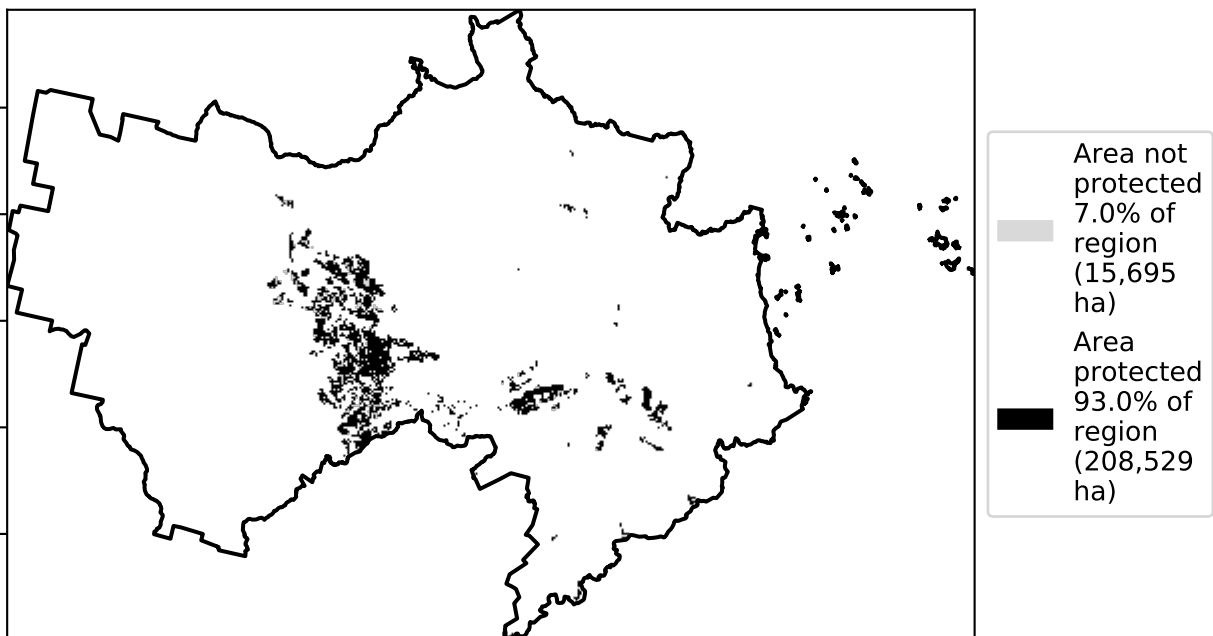 Area not
protected
7.0% of
region
(15,695
ha)
Area
protected
93.0% of
region
(208,529
ha)